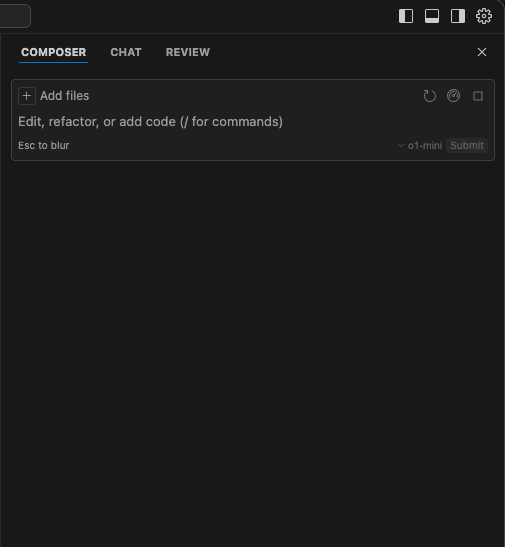 COMPOSER CHAT REVIEW
Add files
Edit, refactor, or add code (/ for commands)
Esc to blur o1-mini Submit